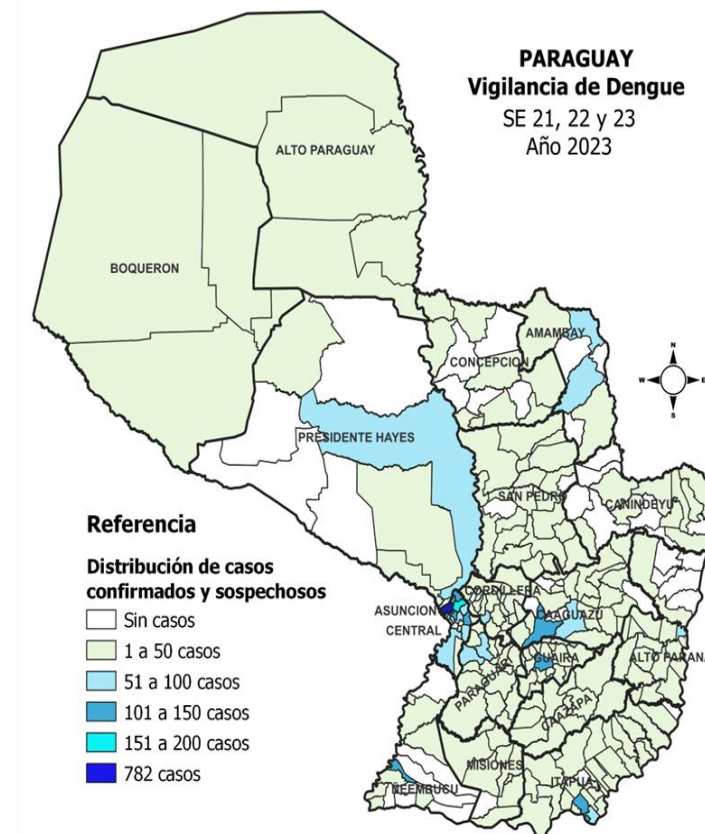 PARAGUAY
Vigilancia de Dengue
SE 21, 22 y 23
Año 2023
ALTO PARAGUAY
BOQUERON
AMAMBAY
CONCEPCION
N
W
E
S
PRESIDENTE HAYES
SAN PEDRO
CANINDEYU
Referencia
Distribución de casos
confirmados y sospechosos
Sin casos
1 a 50 casos
51 a 100 casos
101 a 150 casos
151 a 200 casos
782 casos
CORDILLERA
ASUNCION
CENTRAL
CAAGUAZU
GUAIRA
ALTO PARANA
PARAGUARI
CAAZAPA
MISIONES
ITAPUA
ÑEEMBUCU